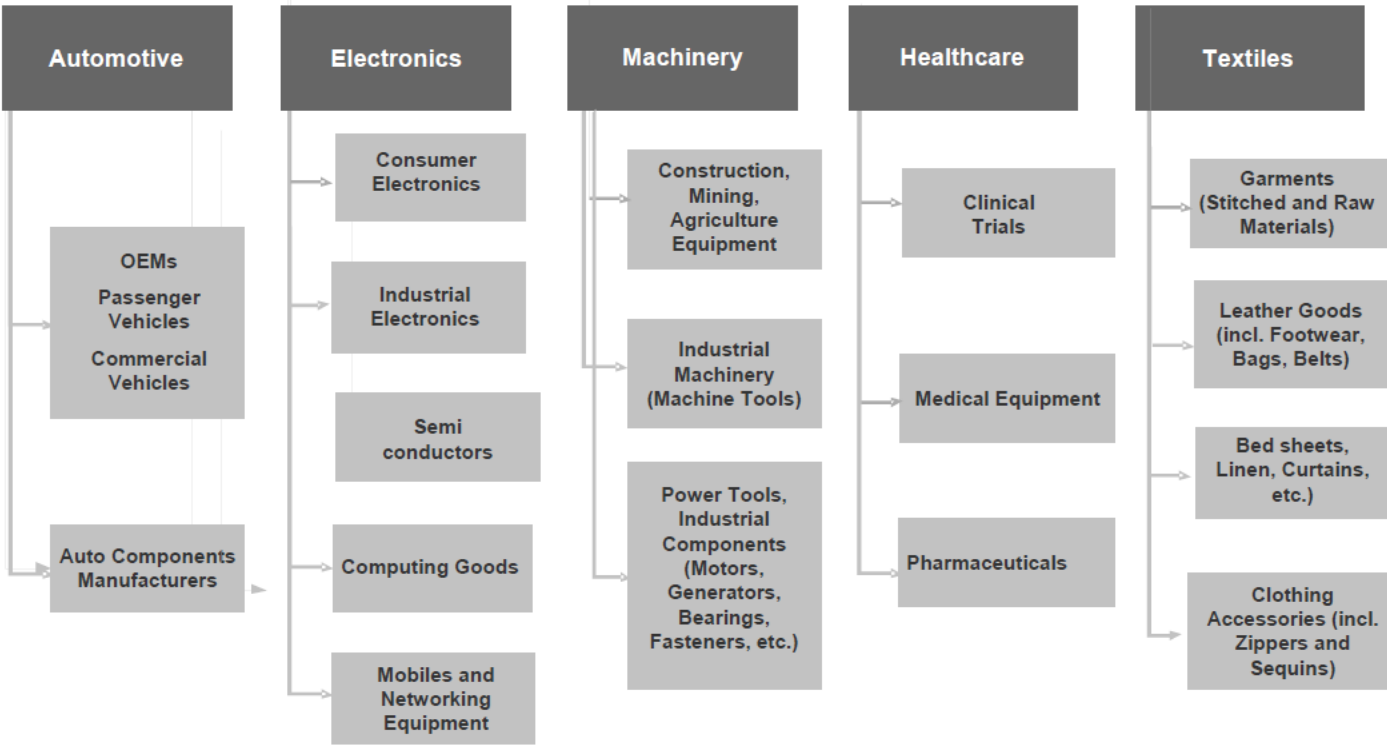 Automotive
OEMs
Passenger
Vehicles
Commercial
Vehicles
Auto Components
Manufacturers
Electronics
Consumer
Electronics
Industrial
Electronics
Semi
conductors
Computing Goods
Mobiles and
Networking
Equipment
Machinery
Construction,
Mining,
Agriculture
Equipment
Industrial
Machinery
(Machine Tools)
Power Tools,
Industrial
Components
(Motors,
Generators,
Bearings,
Fasteners, etc.)
Healthcare
Clinical
Trials
Medical Equipment
Pharmaceuticals
Textiles
Garments
(Stitched and Raw
Materials)
Leather Goods
(incl. Footwear,
Bags, Belts)
Bed sheets,
Linen, Curtains,
etc.)
Clothing
Accessories (incl.
Zippers and
Sequins)